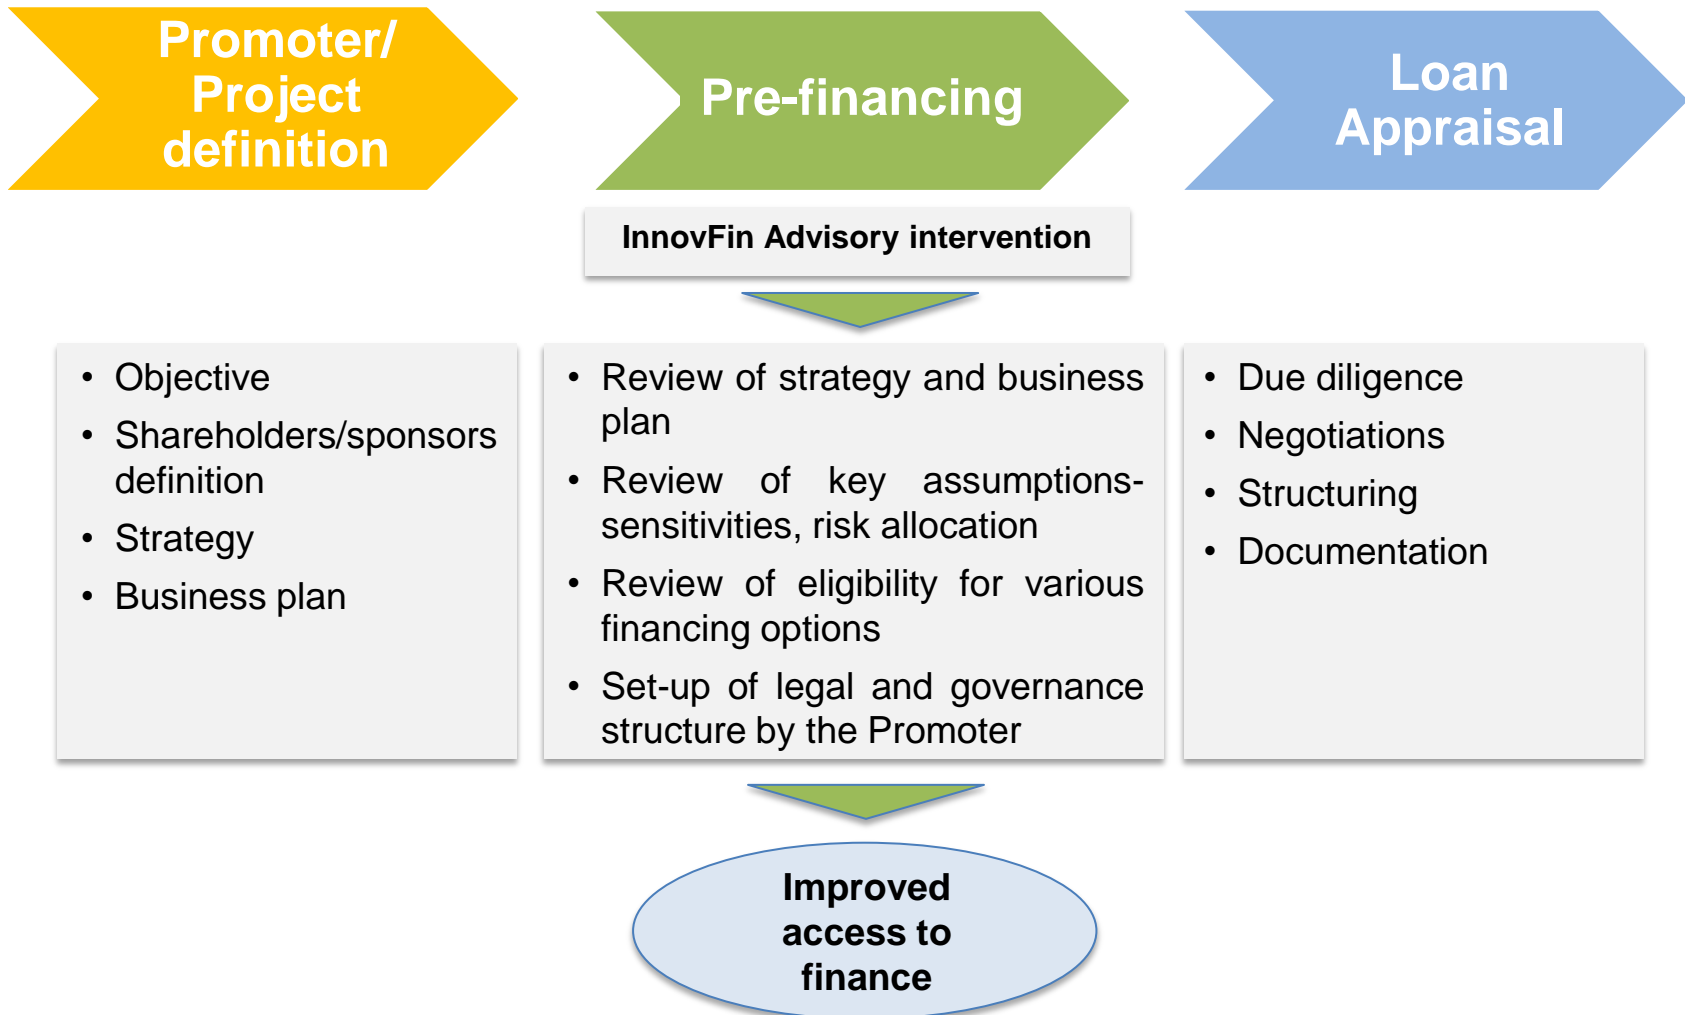 Promoter/
Project
definition
Pre-financing
Loan
Appraisal
InnovFin Advisory intervention
• Objective
• Shareholders/sponsors
definition
• Strategy
• Business plan
• Review of strategy and business
plan
• Review of key assumptions-
sensitivities, risk allocation
• Review of eligibility for various
financing options
• Set-up of legal and governance
structure by the Promoter
• Due diligence
• Negotiations
• Structuring
• Documentation
Improved
access to
finance